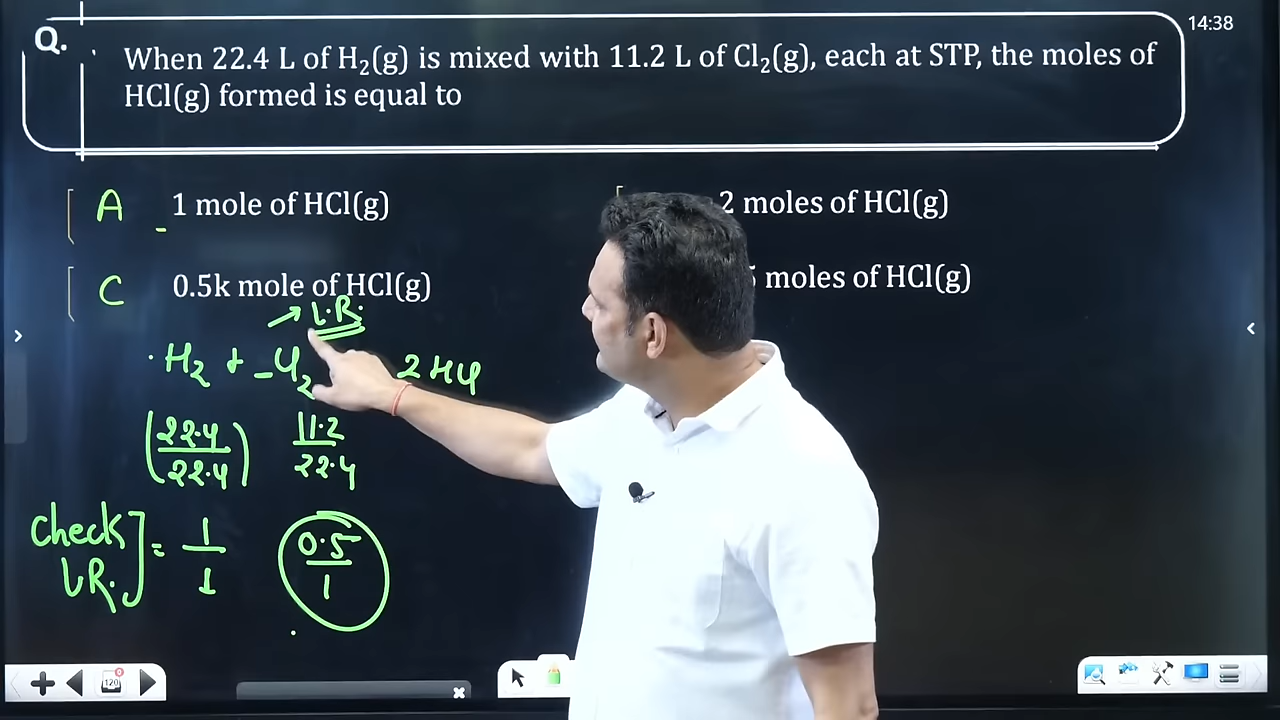 14:38
Q.
When 22.4 L of H₂(g) is mixed with 11.2 L of Cl₂(g), each at STP, the moles of
HCl(g) formed is equal to
A 1 mole of HCl(g)
2 moles of HCl(g)
C 0.5k mole of HCl(g)
moles of HCl(g)
→ L.R.
H₂ + Cl₂ 2 HCl
(22.4/22.4) 11.2/22.4
Check L.R.] = 1/1 0.5/1
120